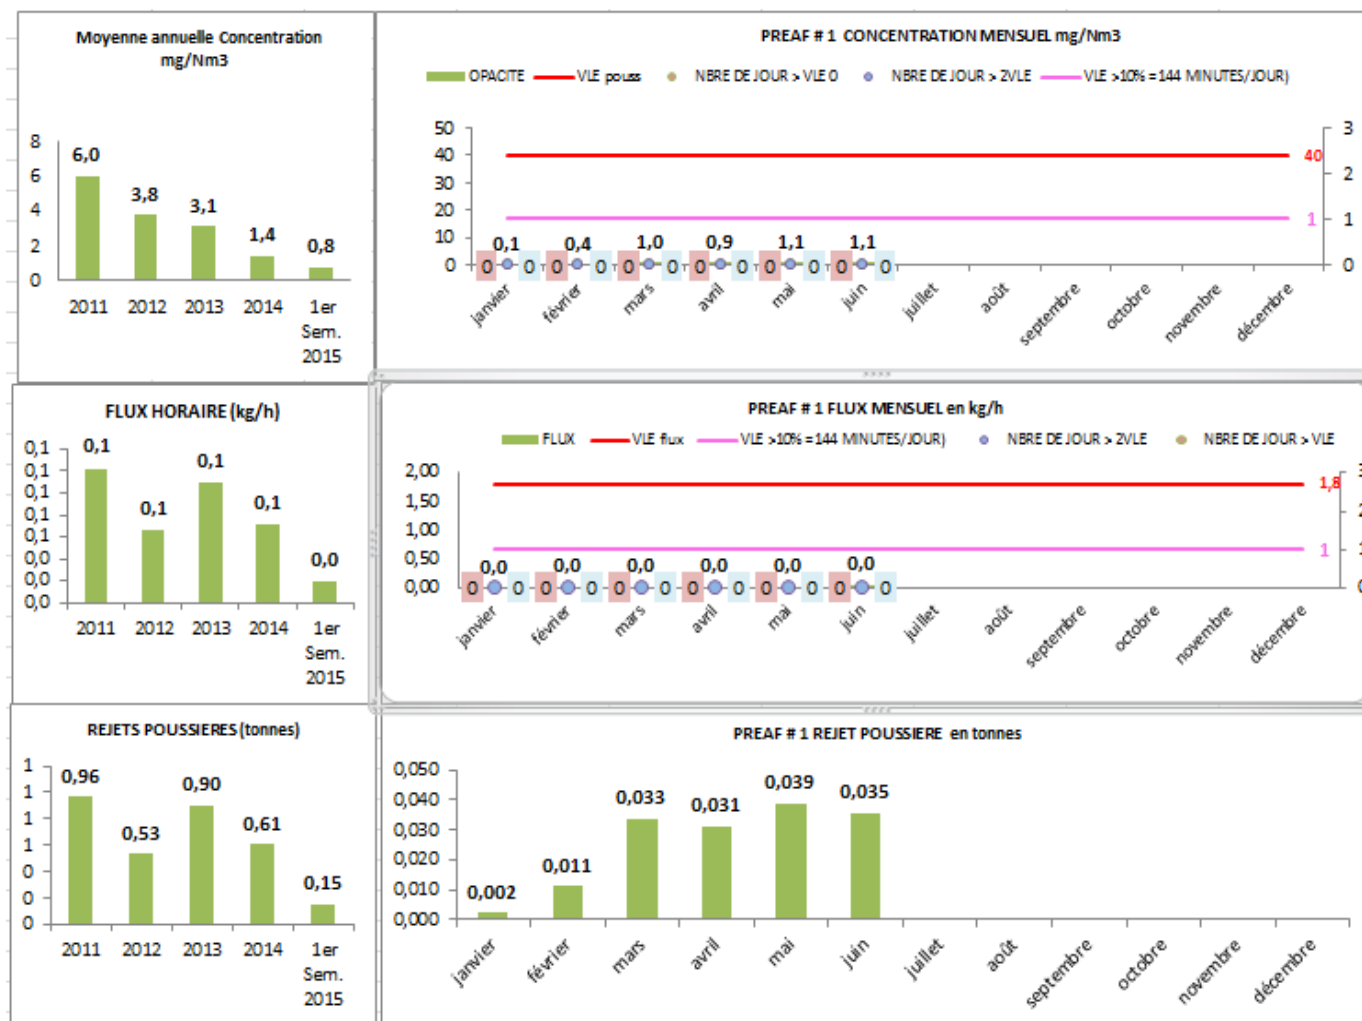 Moyenne annuelle Concentration
mg/Nm3
8
6
4
2
0
6,0
3,8
3,1
1,4
0,8
2011
2012
2013
2014
1er
Sem.
2015
PREAF # 1 CONCENTRATION MENSUEL mg/Nm3
OPACITE
VLE pouss
NBRE DE JOUR > VLE 0
NBRE DE JOUR > 2VLE
VLE >10% =144 MINUTES/JOUR)
50
40
30
20
10
0
3
2
1
0
40
1
0,1
0,4
1,0
0,9
1,1
1,1
0 0 0 0 0 0 0 0 0 0 0 0
janvier
février
mars
avril
mai
juin
juillet
août
septembre
octobre
novembre
décembre
FLUX HORAIRE (kg/h)
0,1
0,1
0,1
0,1
0,1
0,0
0,0
0,0
0,1
0,1
0,1
0,1
0,0
2011
2012
2013
2014
1er
Sem.
2015
PREAF # 1 FLUX MENSUEL en kg/h
FLUX
VLE flux
VLE >10% =144 MINUTES/JOUR)
NBRE DE JOUR > 2VLE
NBRE DE JOUR > VLE
2,00
1,50
1,00
0,50
0,00
3
2
1
0
1,8
1
0,0
0,0
0,0
0,0
0,0
0,0
0 0 0 0 0 0 0 0 0 0 0 0
janvier
février
mars
avril
mai
juin
juillet
août
septembre
octobre
novembre
décembre
REJETS POUSSIERES (tonnes)
1
1
1
1
0
0
0
0,96
0,53
0,90
0,61
0,15
2011
2012
2013
2014
1er
Sem.
2015
PREAF # 1 REJET POUSSIERE en tonnes
0,050
0,040
0,030
0,020
0,010
0,000
0,002
0,011
0,033
0,031
0,039
0,035
janvier
février
mars
avril
mai
juin
juillet
août
septembre
octobre
novembre
décembre